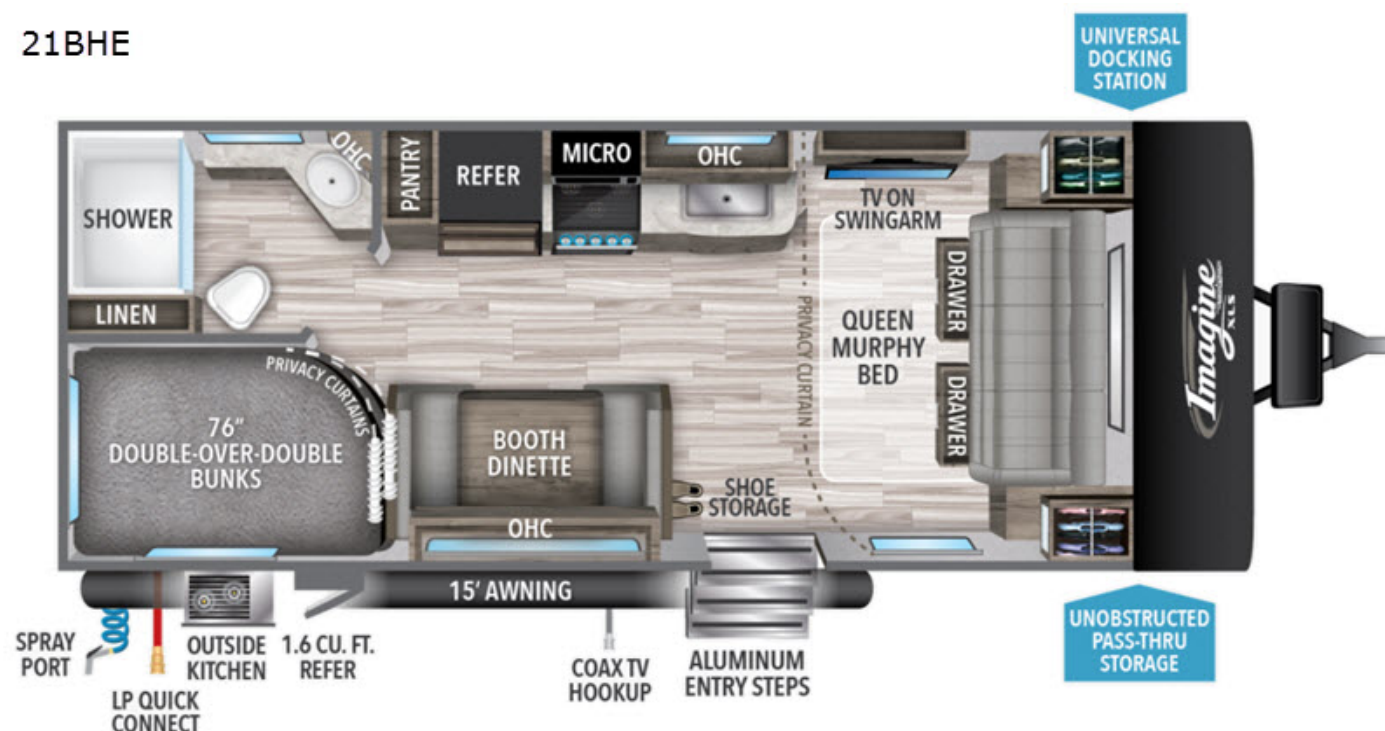 21BHE
UNIVERSAL
DOCKING
STATION
SHOWER
OHC
PANTRY
REFER
MICRO
OHC
TV ON
SWINGARM
LINEN
DRAWER
PRIVACY CURTAIN
QUEEN
MURPHY
BED
DRAWER
Imagine
XLS
PRIVACY CURTAINS
76"
DOUBLE-OVER-DOUBLE
BUNKS
BOOTH
DINETTE
SHOE
STORAGE
OHC
15' AWNING
SPRAY
PORT
LP QUICK
CONNECT
OUTSIDE
KITCHEN
1.6 CU. FT.
REFER
COAX TV
HOOKUP
ALUMINUM
ENTRY STEPS
UNOBSTRUCTED
PASS-THRU
STORAGE